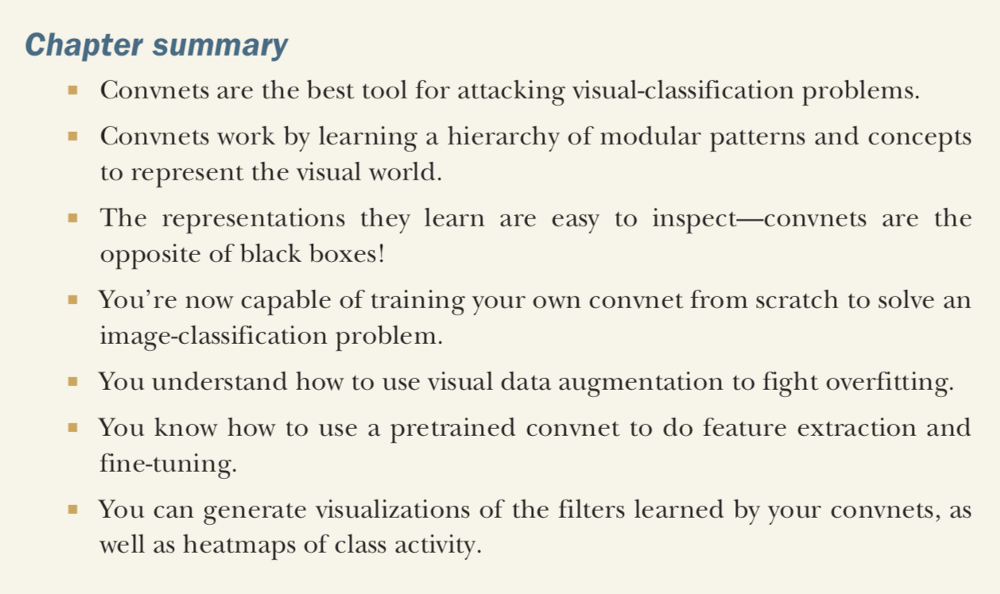 Chapter summary
■ Convnets are the best tool for attacking visual-classification problems.
■ Convnets work by learning a hierarchy of modular patterns and concepts
to represent the visual world.
■ The representations they learn are easy to inspect—convnets are the
opposite of black boxes!
■ You’re now capable of training your own convnet from scratch to solve an
image-classification problem.
■ You understand how to use visual data augmentation to fight overfitting.
■ You know how to use a pretrained convnet to do feature extraction and
fine-tuning.
■ You can generate visualizations of the filters learned by your convnets, as
well as heatmaps of class activity.